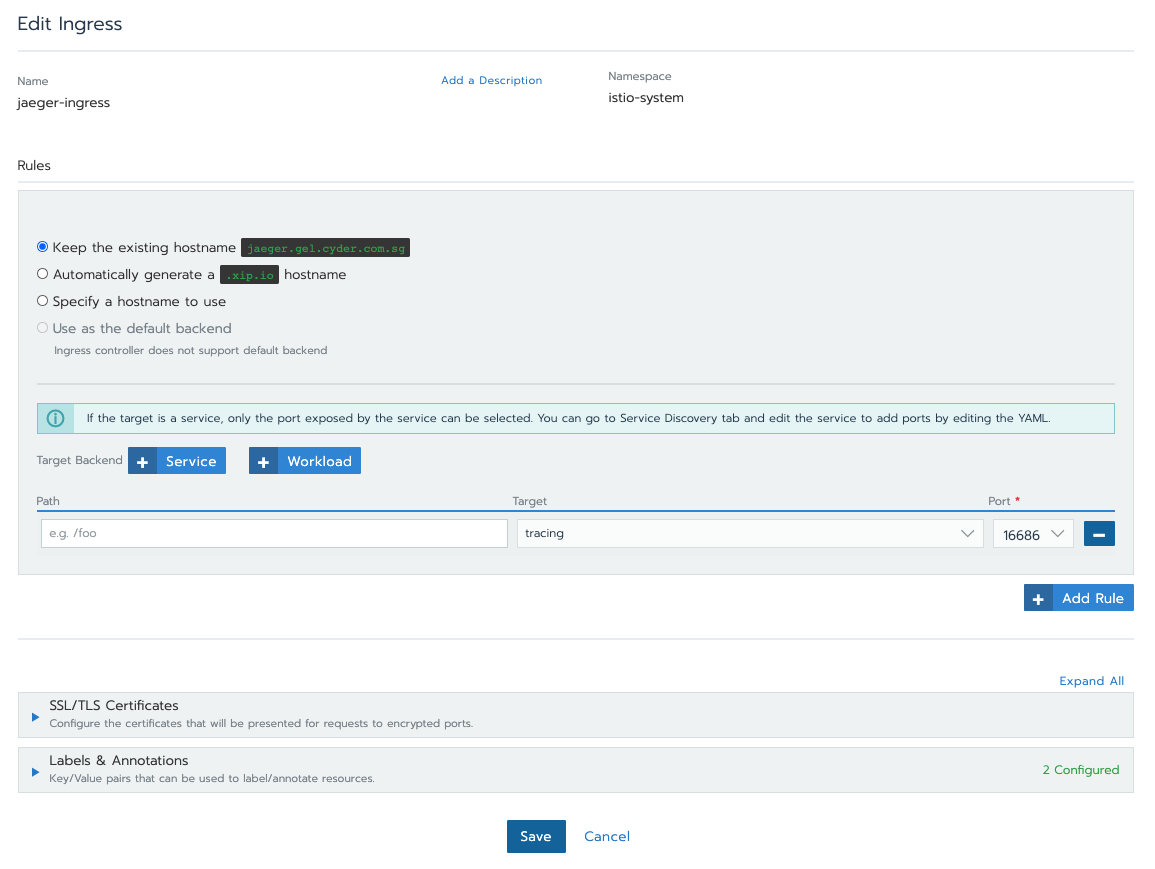 Edit Ingress
Name
Add a Description
Namespace
jaeger-ingress
istio-system
Rules
Keep the existing hostname jaeger.gel.cyder.com.sg
Automatically generate a .xip.io hostname
Specify a hostname to use
Use as the default backend
Ingress controller does not support default backend
If the target is a service, only the port exposed by the service can be selected. You can go to Service Discovery tab and edit the service to add ports by editing the YAML.
Target Backend + Service + Workload
Path Target Port *
e.g. /foo tracing 16686
+ Add Rule
Expand All
SSL/TLS Certificates
Configure the certificates that will be presented for requests to encrypted ports.
Labels & Annotations
Key/Value pairs that can be used to label/annotate resources.
2 Configured
Save Cancel